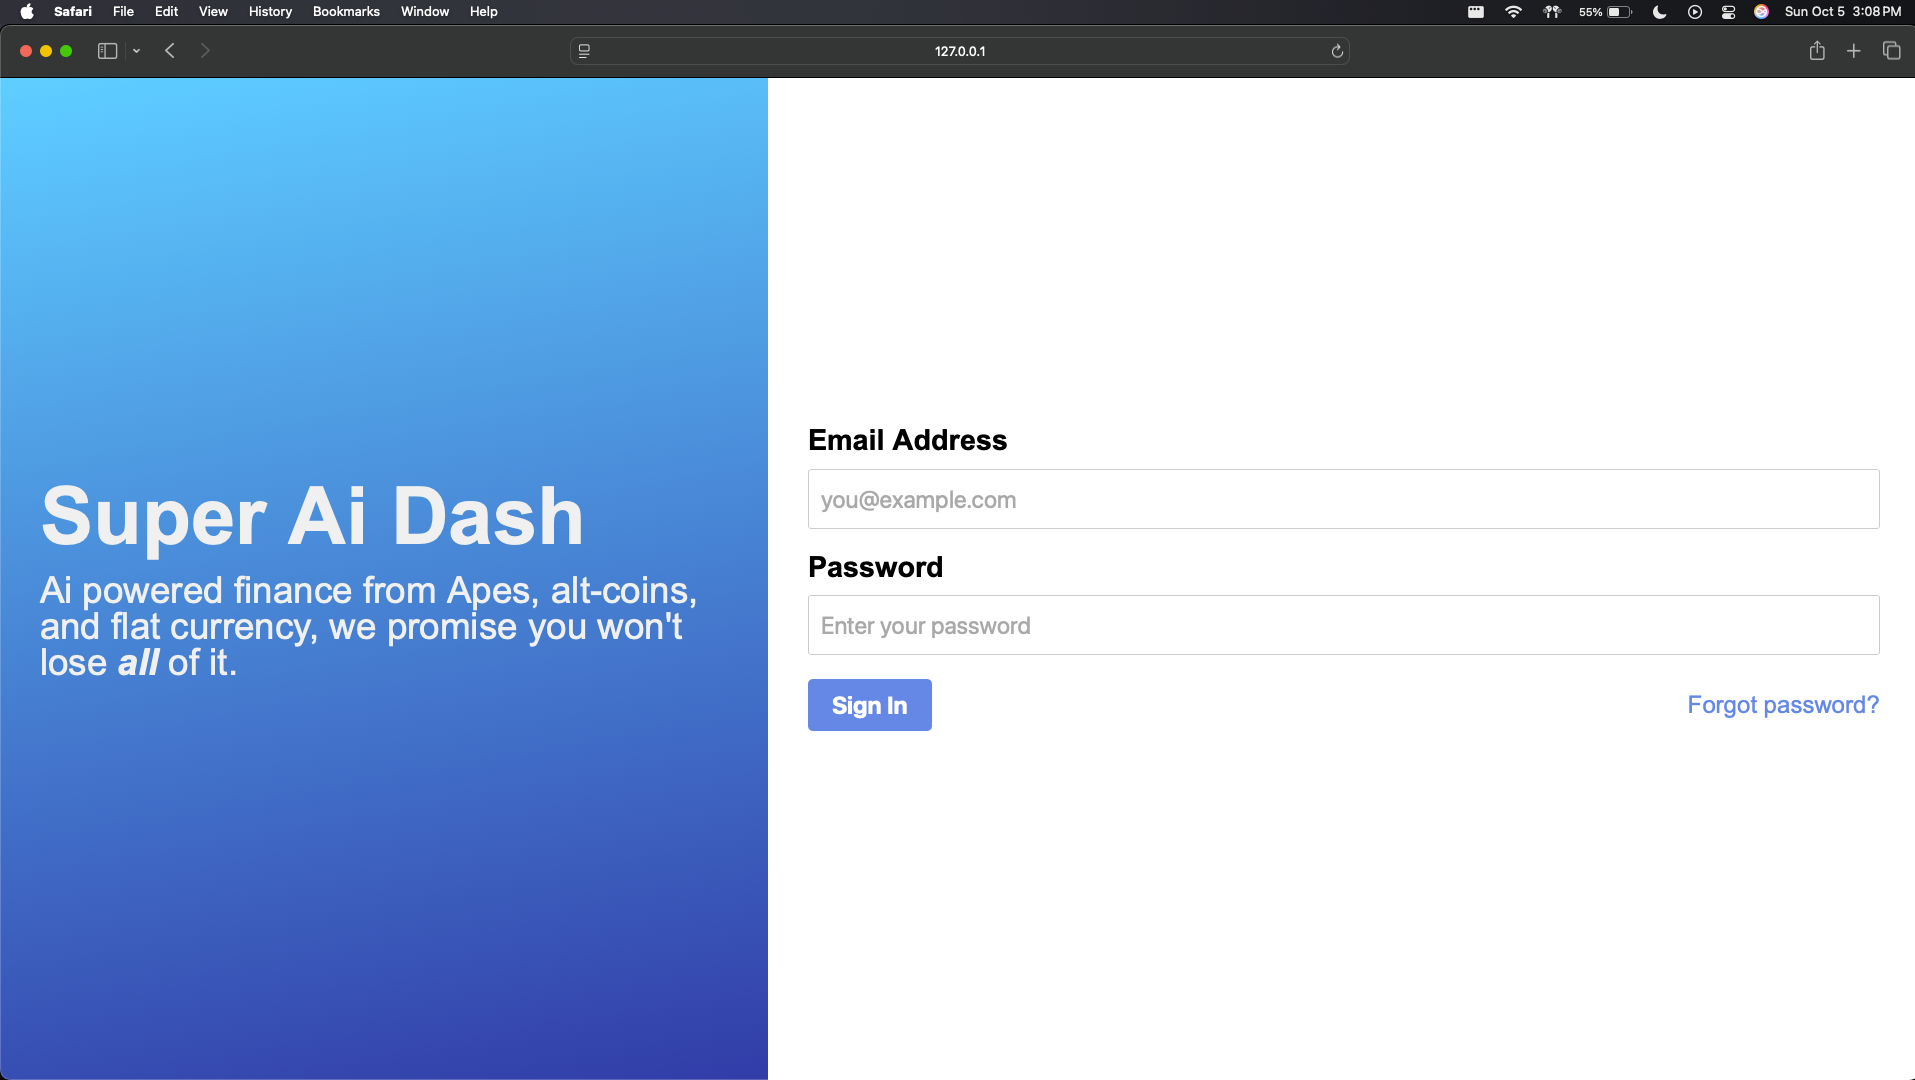 Safari File Edit View History Bookmarks Window Help 55% Sun Oct 5 3:08 PM
127.0.0.1
Super Ai Dash
Ai powered finance from Apes, alt-coins,
and flat currency, we promise you won't
lose all of it.
Email Address
you@example.com
Password
Enter your password
Sign In Forgot password?